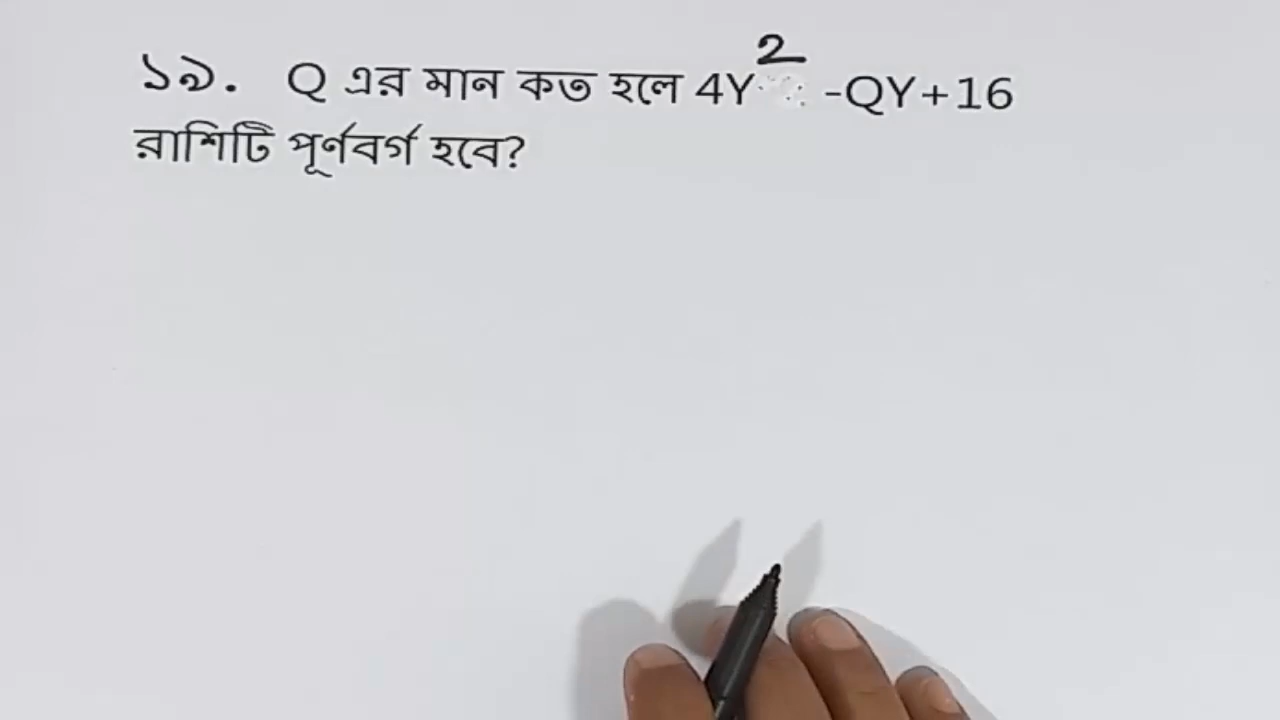 ১৯. Q এর মান কত হলে 4Y² -QY+16
রাশিটি পূর্ণবর্গ হবে?